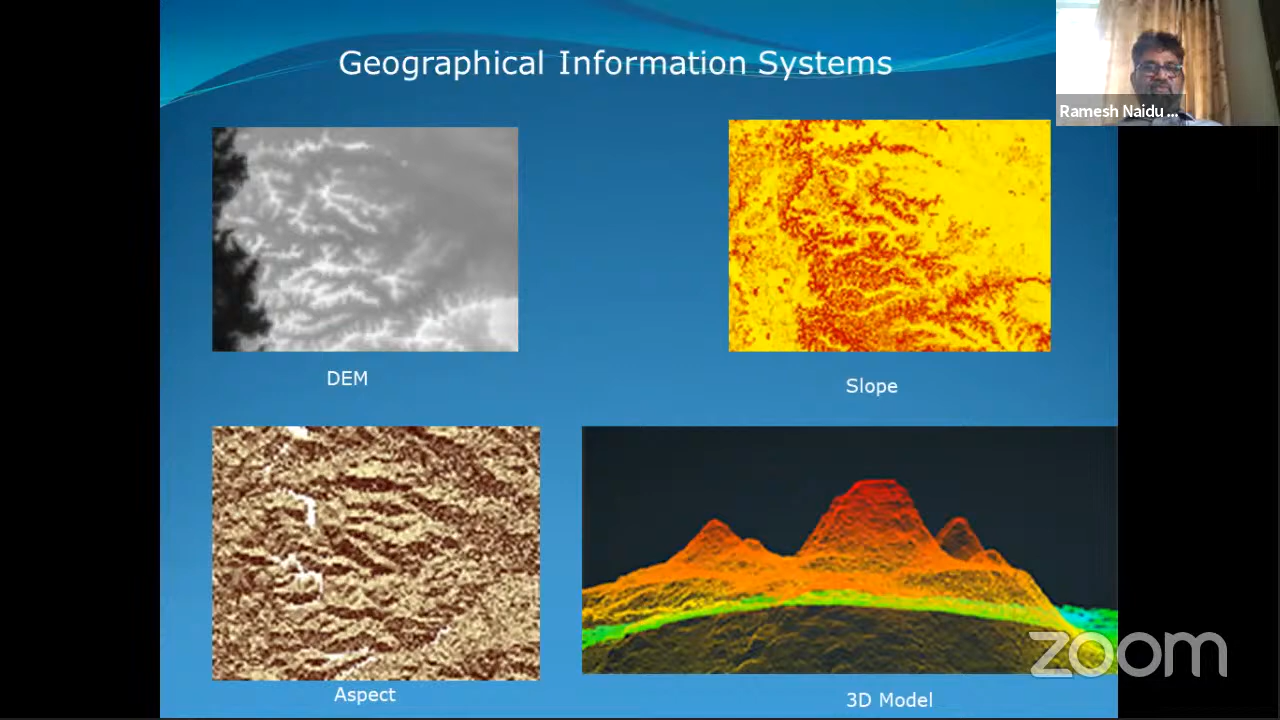 Geographical Information Systems
Ramesh Naidu ...
DEM
Slope
Aspect
3D Model
zoom